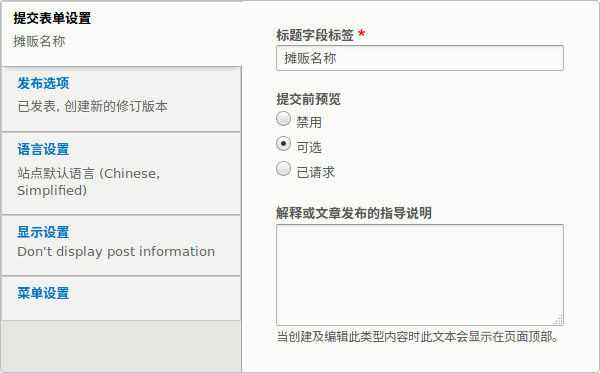 提交表单设置
摊贩名称
发布选项
已发表, 创建新的修订版本
语言设置
站点默认语言 (Chinese,
Simplified)
显示设置
Don't display post information
菜单设置
标题字段标签 *
摊贩名称
提交前预览
禁用
可选
已请求
解释或文章发布的指导说明
当创建及编辑此类型内容时此文本会显示在页面顶部。